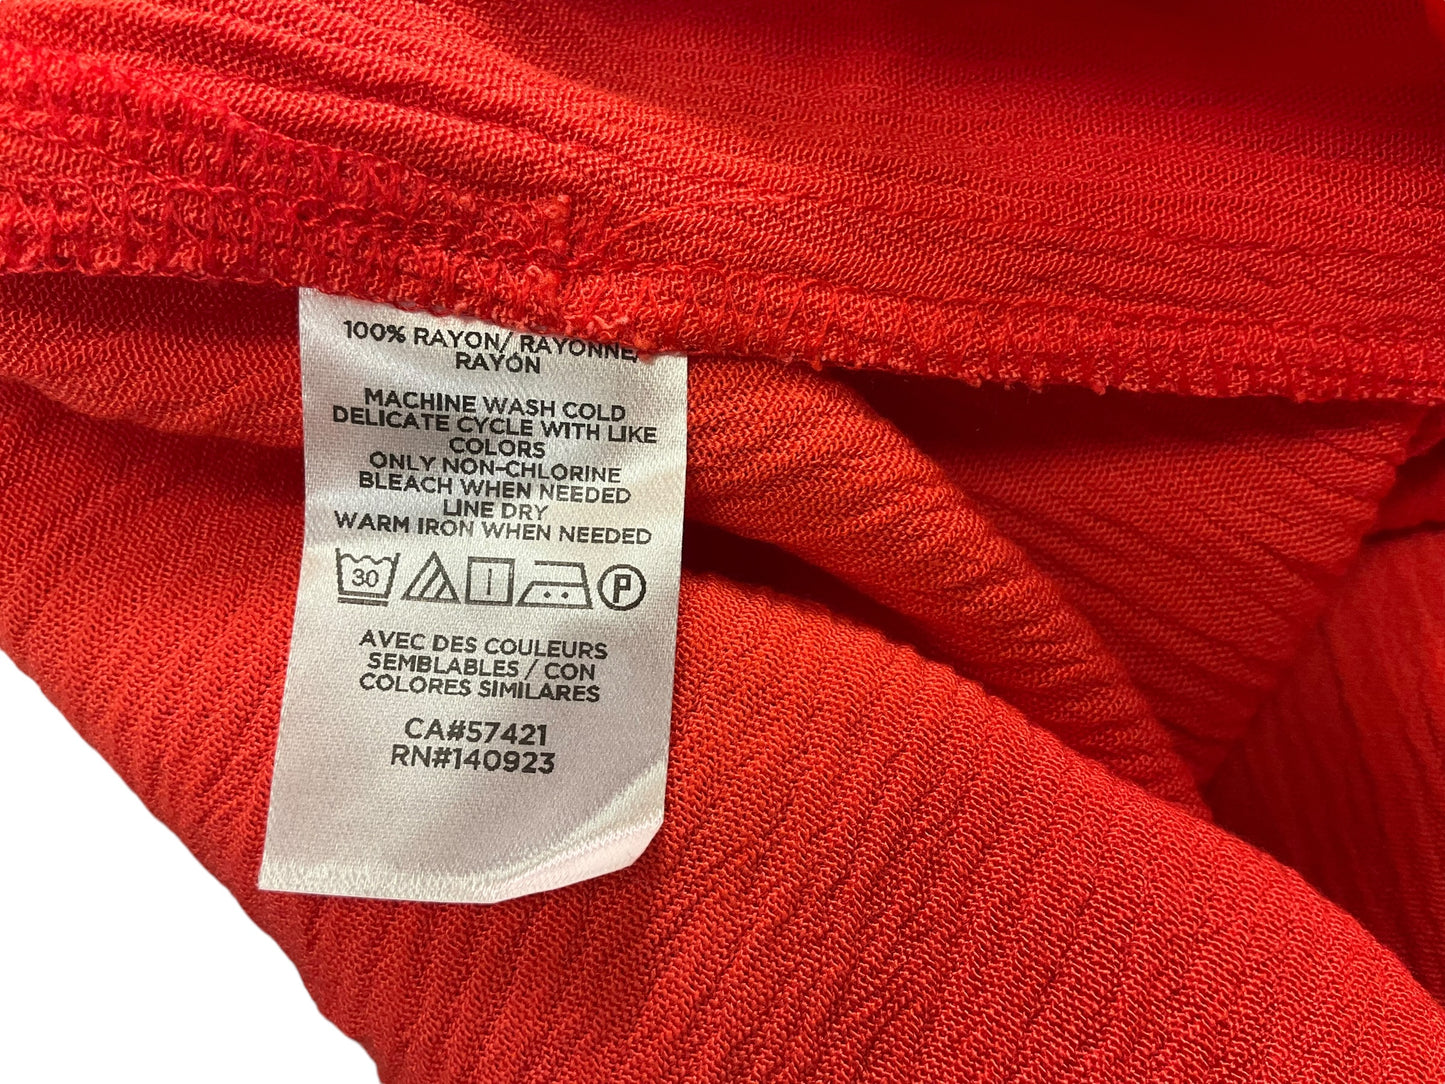 100% RAYON/ RAYONNE/
RAYON
MACHINE WASH COLD
DELICATE CYCLE WITH LIKE
COLORS
ONLY NON-CHLORINE
BLEACH WHEN NEEDED
LINE DRY
WARM IRON WHEN NEEDED
30 P
AVEC DES COULEURS
SEMBLABLES / CON
COLORES SIMILARES
CA#57421
RN#140923